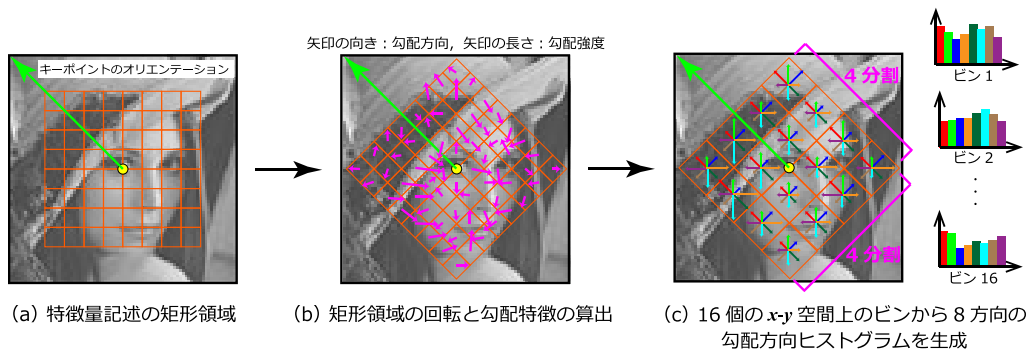 矢印の向き：勾配方向，矢印の長さ：勾配強度
キーポイントのオリエンテーション
4 分割
4 分割
ビン 1
ビン 2
ビン 16
（a）特徴量記述の矩形領域
（b）矩形領域の回転と勾配特徴の算出
（c）16 個の x-y 空間上のビンから 8 方向の
勾配方向ヒストグラムを生成